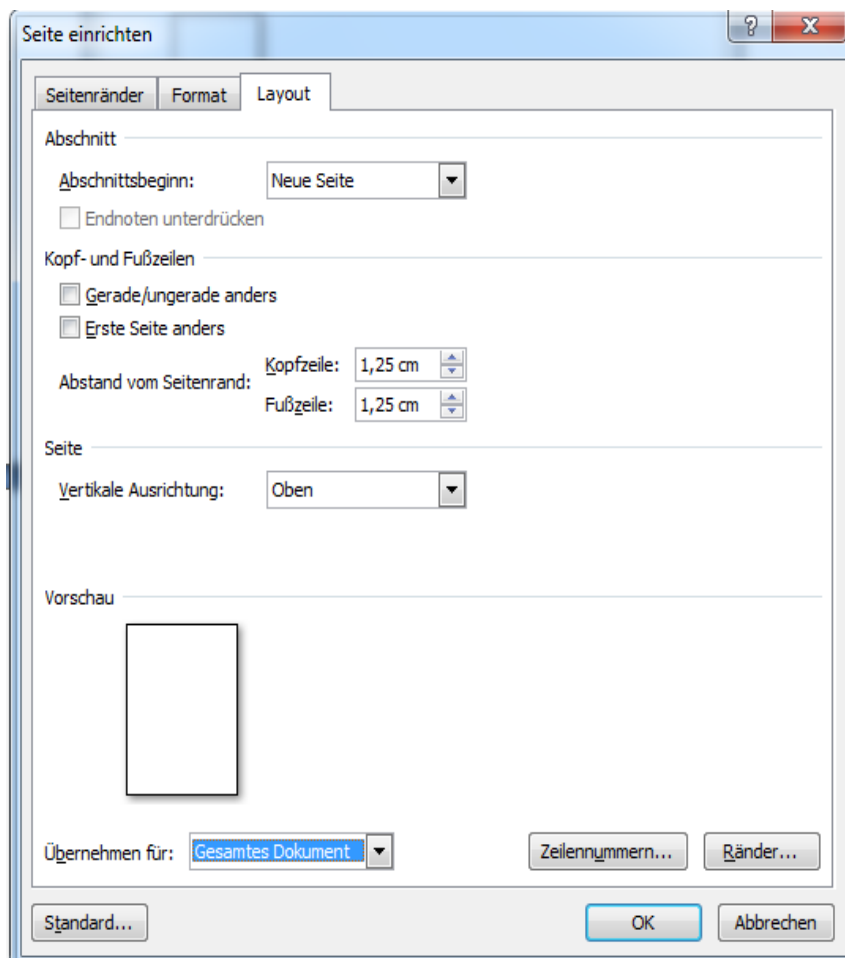 Seite einrichten
?
X
Seitenränder Format Layout
Abschnitt
Abschnittsbeginn: Neue Seite
Endnoten unterdrücken
Kopf- und Fußzeilen
Gerade/ungerade anders
Erste Seite anders
Abstand vom Seitenrand:
Kopfzeile: 1,25 cm
Fußzeile: 1,25 cm
Seite
Vertikale Ausrichtung: Oben
Vorschau
Übernehmen für: Gesamtes Dokument Zeilennummern... Ränder...
Standard... OK Abbrechen